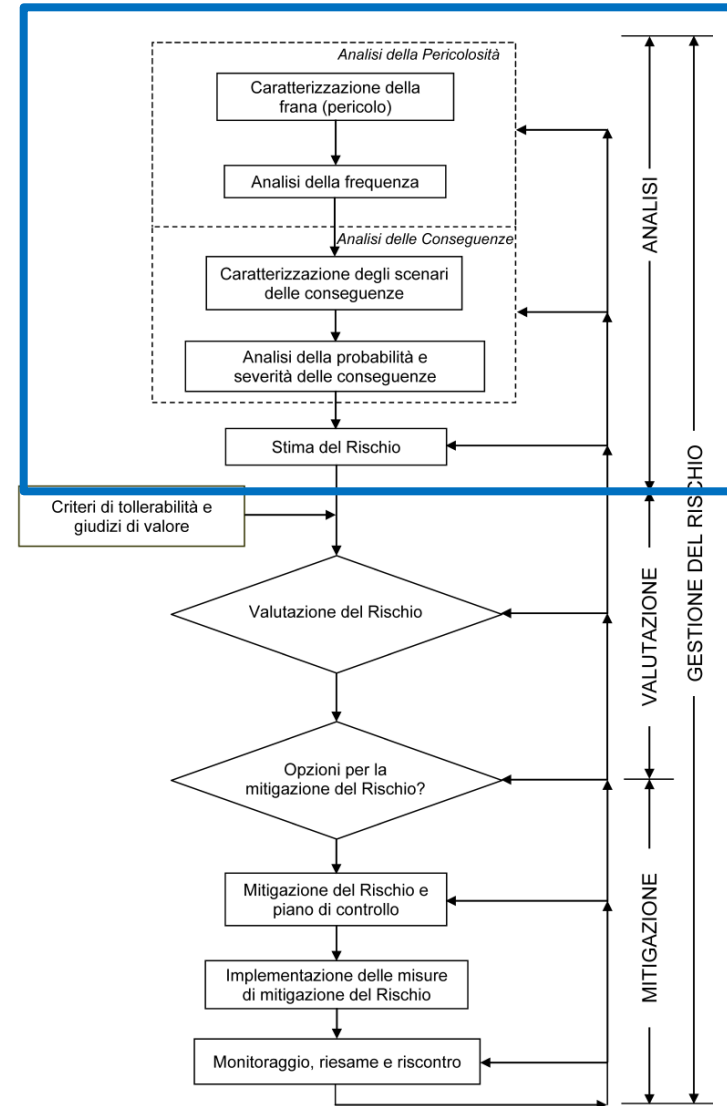 Analisi della Pericolosità
Caratterizzazione della
frana (pericolo)
Analisi della frequenza
Analisi delle Conseguenze
Caratterizzazione degli scenari
delle conseguenze
Analisi della probabilità e
severità delle conseguenze
Stima del Rischio
Criteri di tollerabilità e
giudizi di valore
Valutazione del Rischio
Opzioni per la
mitigazione del Rischio?
Mitigazione del Rischio e
piano di controllo
Implementazione delle misure
di mitigazione del Rischio
Monitoraggio, riesame e riscontro
ANALISI
VALUTAZIONE
MITIGAZIONE
GESTIONE DEL RISCHIO